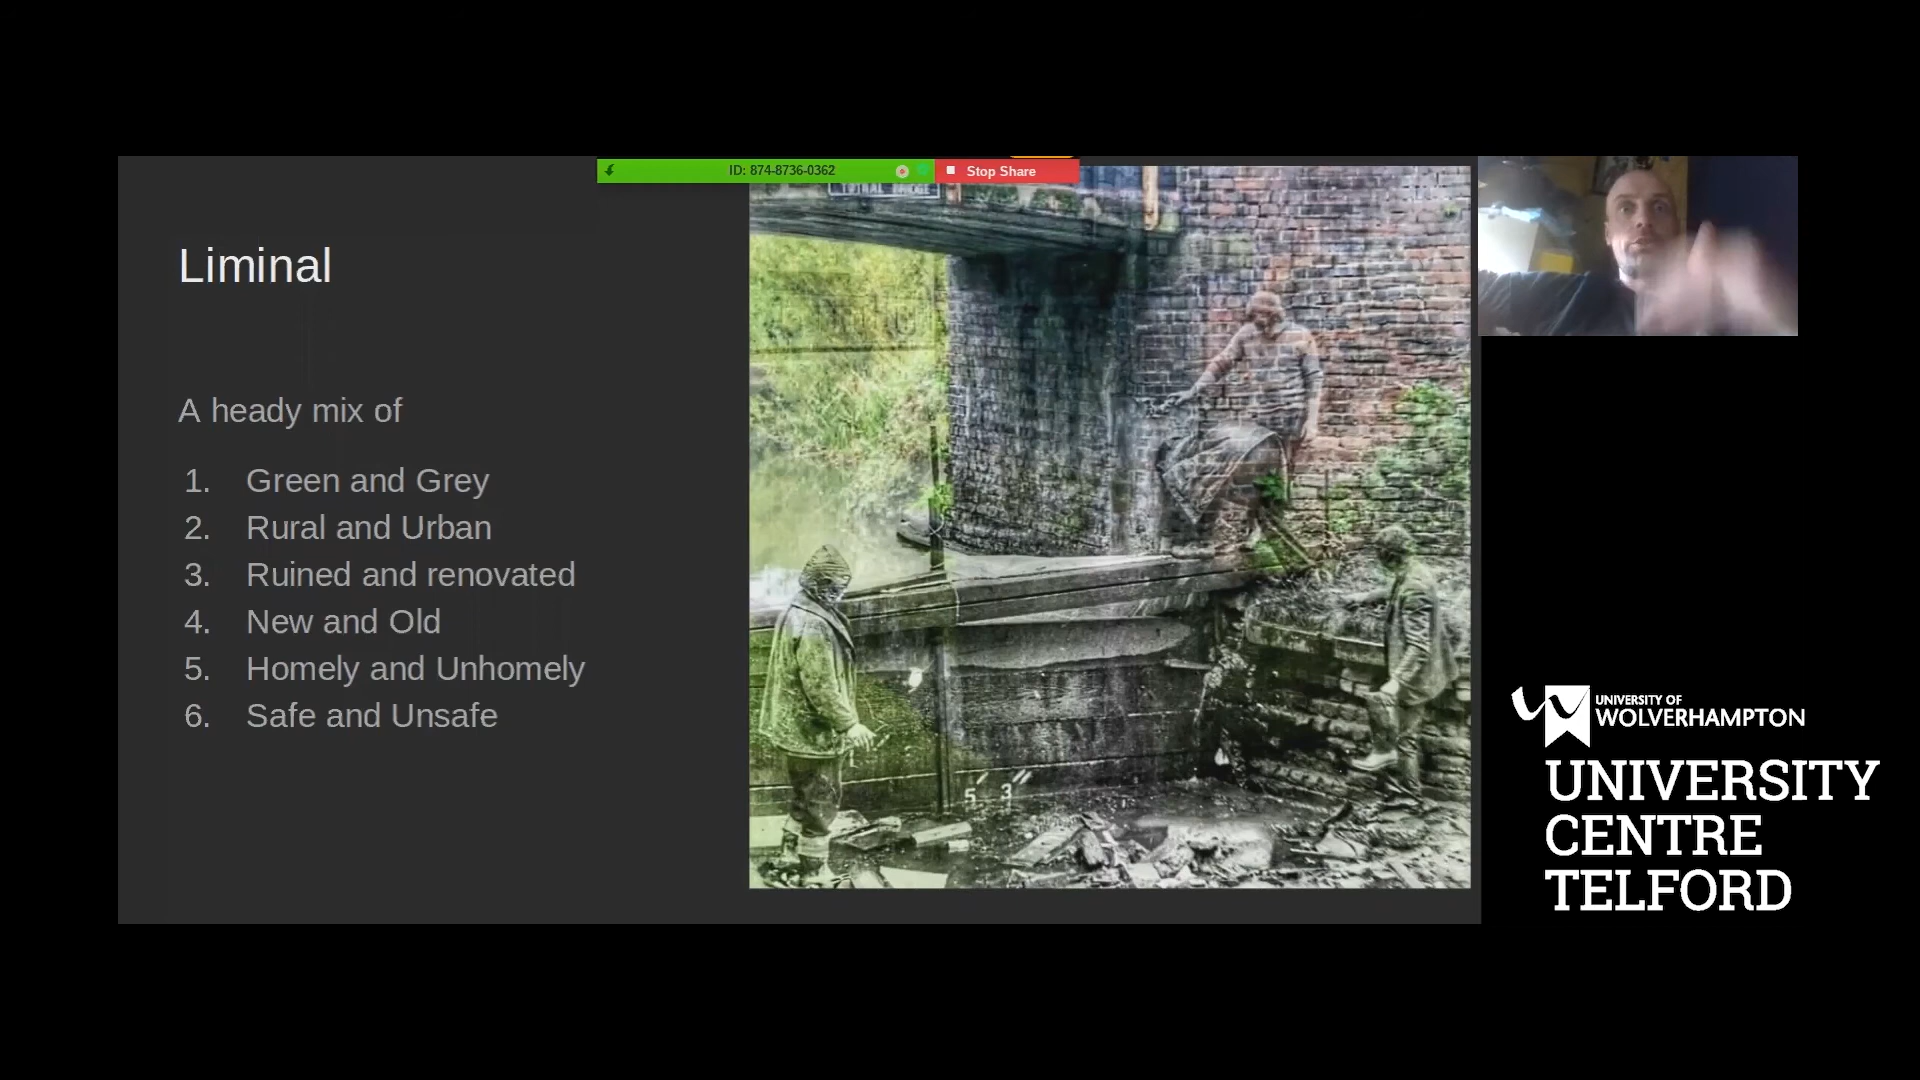 ID: 874-8736-0362
Stop Share
Liminal
A heady mix of
1. Green and Grey
2. Rural and Urban
3. Ruined and renovated
4. New and Old
5. Homely and Unhomely
6. Safe and Unsafe
5 3
UNIVERSITY OF
WOLVERHAMPTON
UNIVERSITY
CENTRE
TELFORD